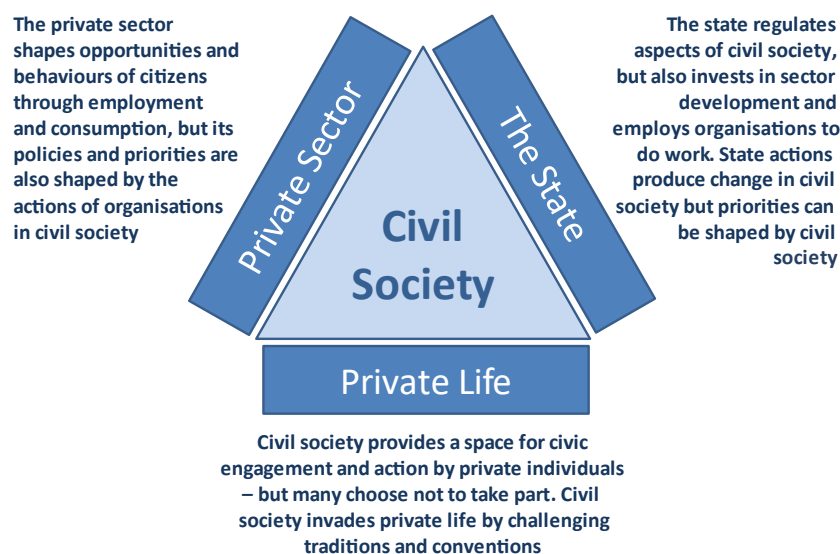 The private sector
shapes opportunities and
behaviours of citizens
through employment
and consumption, but its
policies and priorities are
also shaped by the
actions of organisations
in civil society
Private Sector
Civil
Society
The State
The state regulates
aspects of civil society,
but also invests in sector
development and
employs organisations to
do work. State actions
produce change in civil
society but priorities can
be shaped by civil
society
Private Life
Civil society provides a space for civic
engagement and action by private individuals
– but many choose not to take part. Civil
society invades private life by challenging
traditions and conventions